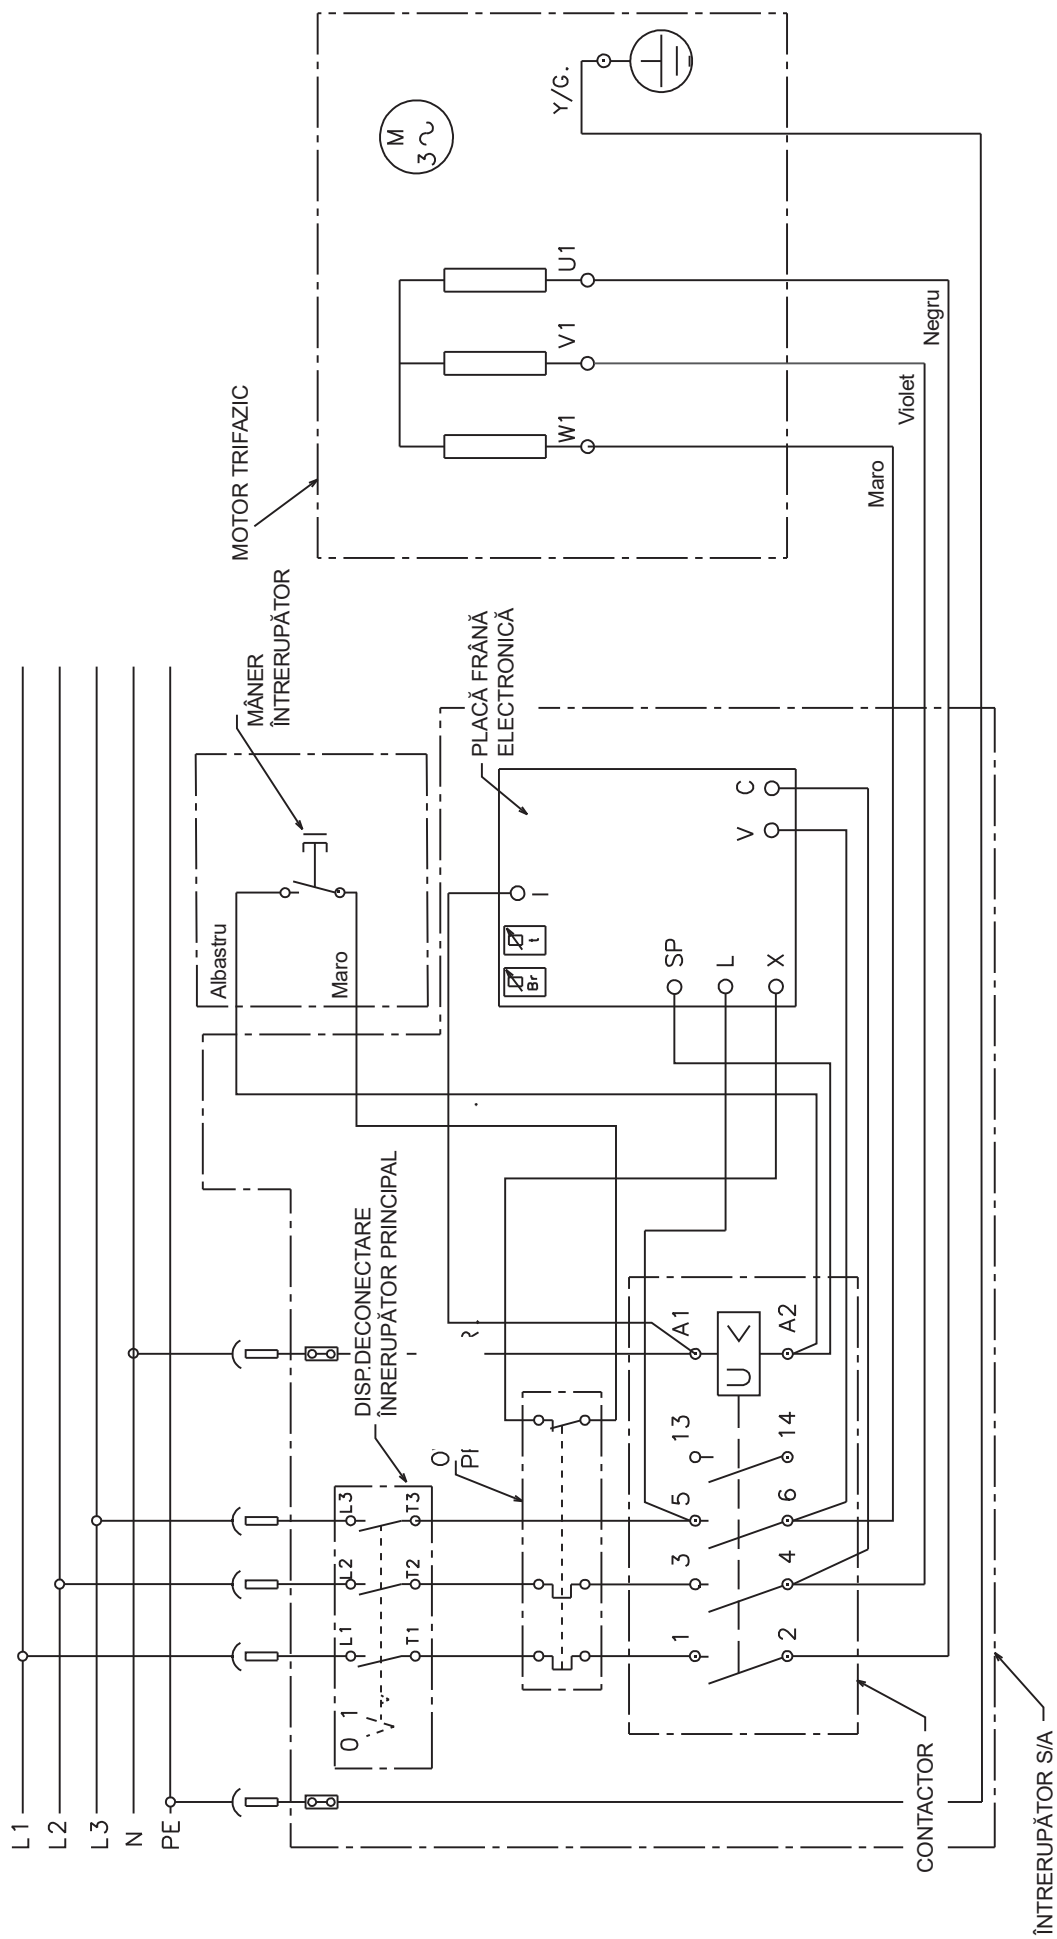 L1
L2
L3
N
PE
MÂNER
ÎNTRERUPĂTOR
Albastru
Maro
MOTOR TRIFAZIC
M
3
Y/G.
U1
V1
W1
Negru
Violet
Maro
PLACĂ FRÂNĂ
ELECTRONICĂ
C
V
I
t
Br
SP
L
X
DISP.DECONECTARE
ÎNRERUPĂTOR PRINCIPAL
L3
L2
L1
T3
T2
T1
0 1
A1
A2
U <
13
14
5
6
3
4
1
2
CONTACTOR
ÎNTRERUPĂTOR S/A